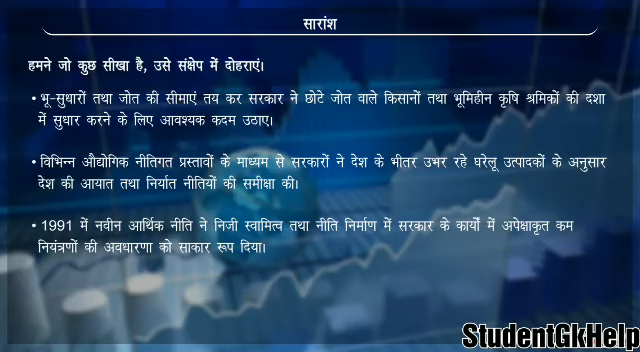 सारांश
हमने जो कुछ सीखा है, उसे संक्षेप में दोहराएं।
• भू-सुधारों तथा जोत की सीमाएं तय कर सरकार ने छोटे जोत वाले किसानों तथा भूमिहीन कृषि श्रमिकों की दशा
में सुधार करने के लिए आवश्यक कदम उठाए।
• विभिन्न औद्योगिक नीतिगत प्रस्तावों के माध्यम से सरकारों ने देश के भीतर उभर रहे घरेलू उत्पादकों के अनुसार
देश की आयात तथा निर्यात नीतियों की समीक्षा की।
• 1991 में नवीन आर्थिक नीति ने निजी स्वामित्व तथा नीति निर्माण में सरकार के कार्यों में अपेक्षाकृत कम
नियंत्रणों की अवधारणा को साकार रूप दिया।
StudentGkHelp